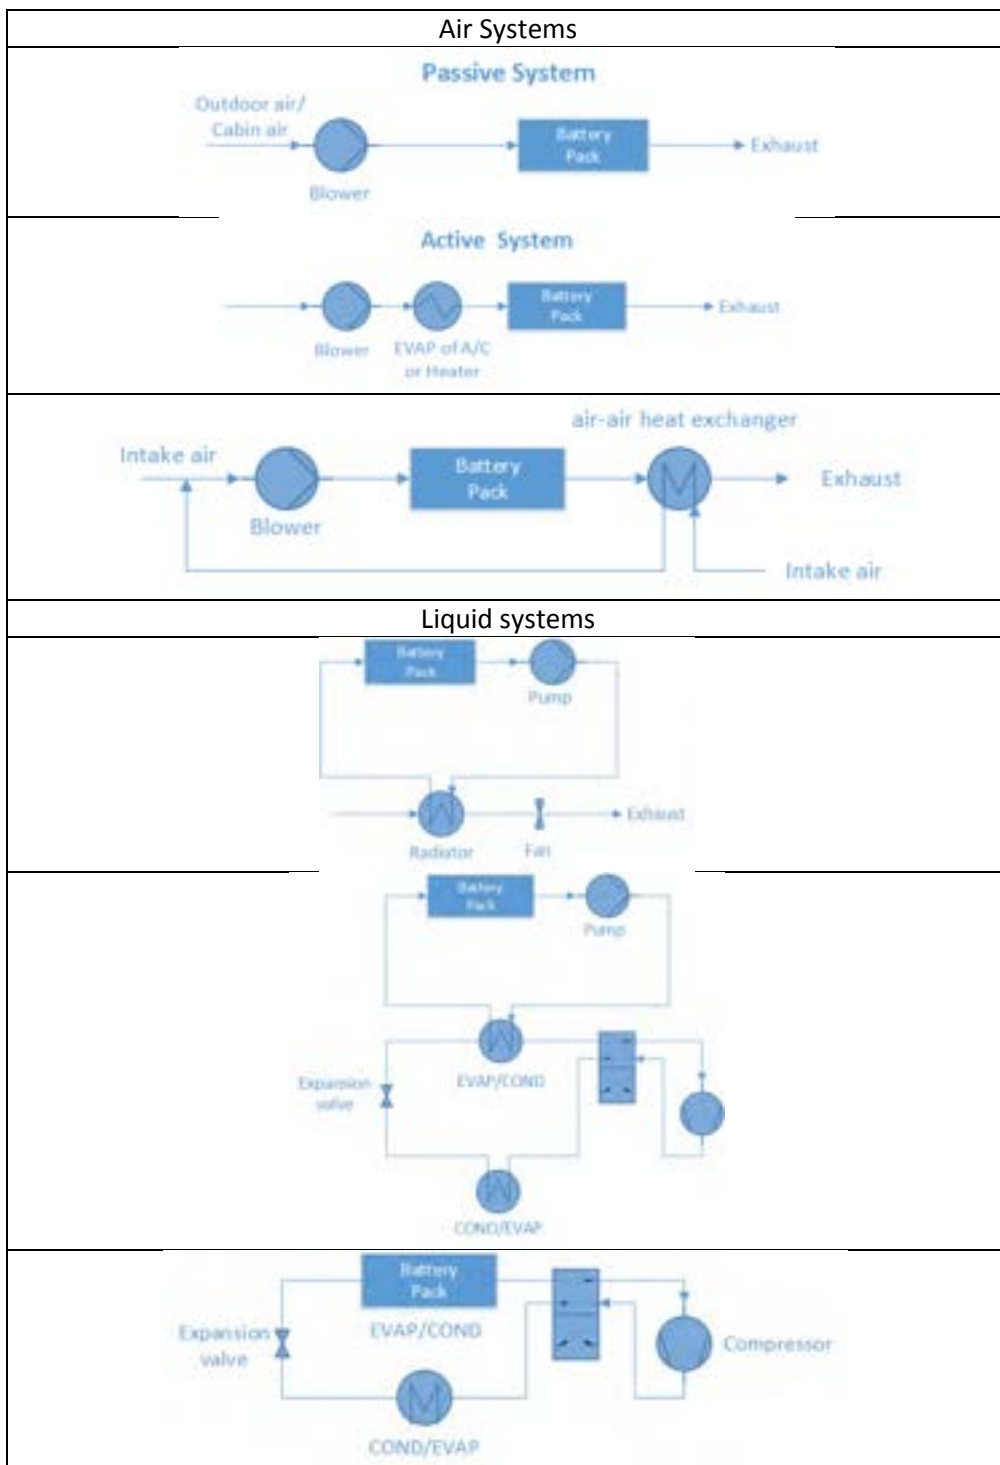 Air Systems
Passive System
Outdoor air/
Cabin air
Blower
Battery
Pack
Exhaust
Active System
Blower
EVAP of A/C
or Heater
Battery
Pack
Exhaust
air-air heat exchanger
Intake air
Blower
Battery
Pack
Exhaust
Intake air
Liquid systems
Battery
Pack
Pump
Radiator
Fan
Exhaust
Battery
Pack
Pump
Expansion
valve
EVAP/COND
COND/EVAP
Battery
Pack
EVAP/COND
Expansion
valve
Compressor
COND/EVAP